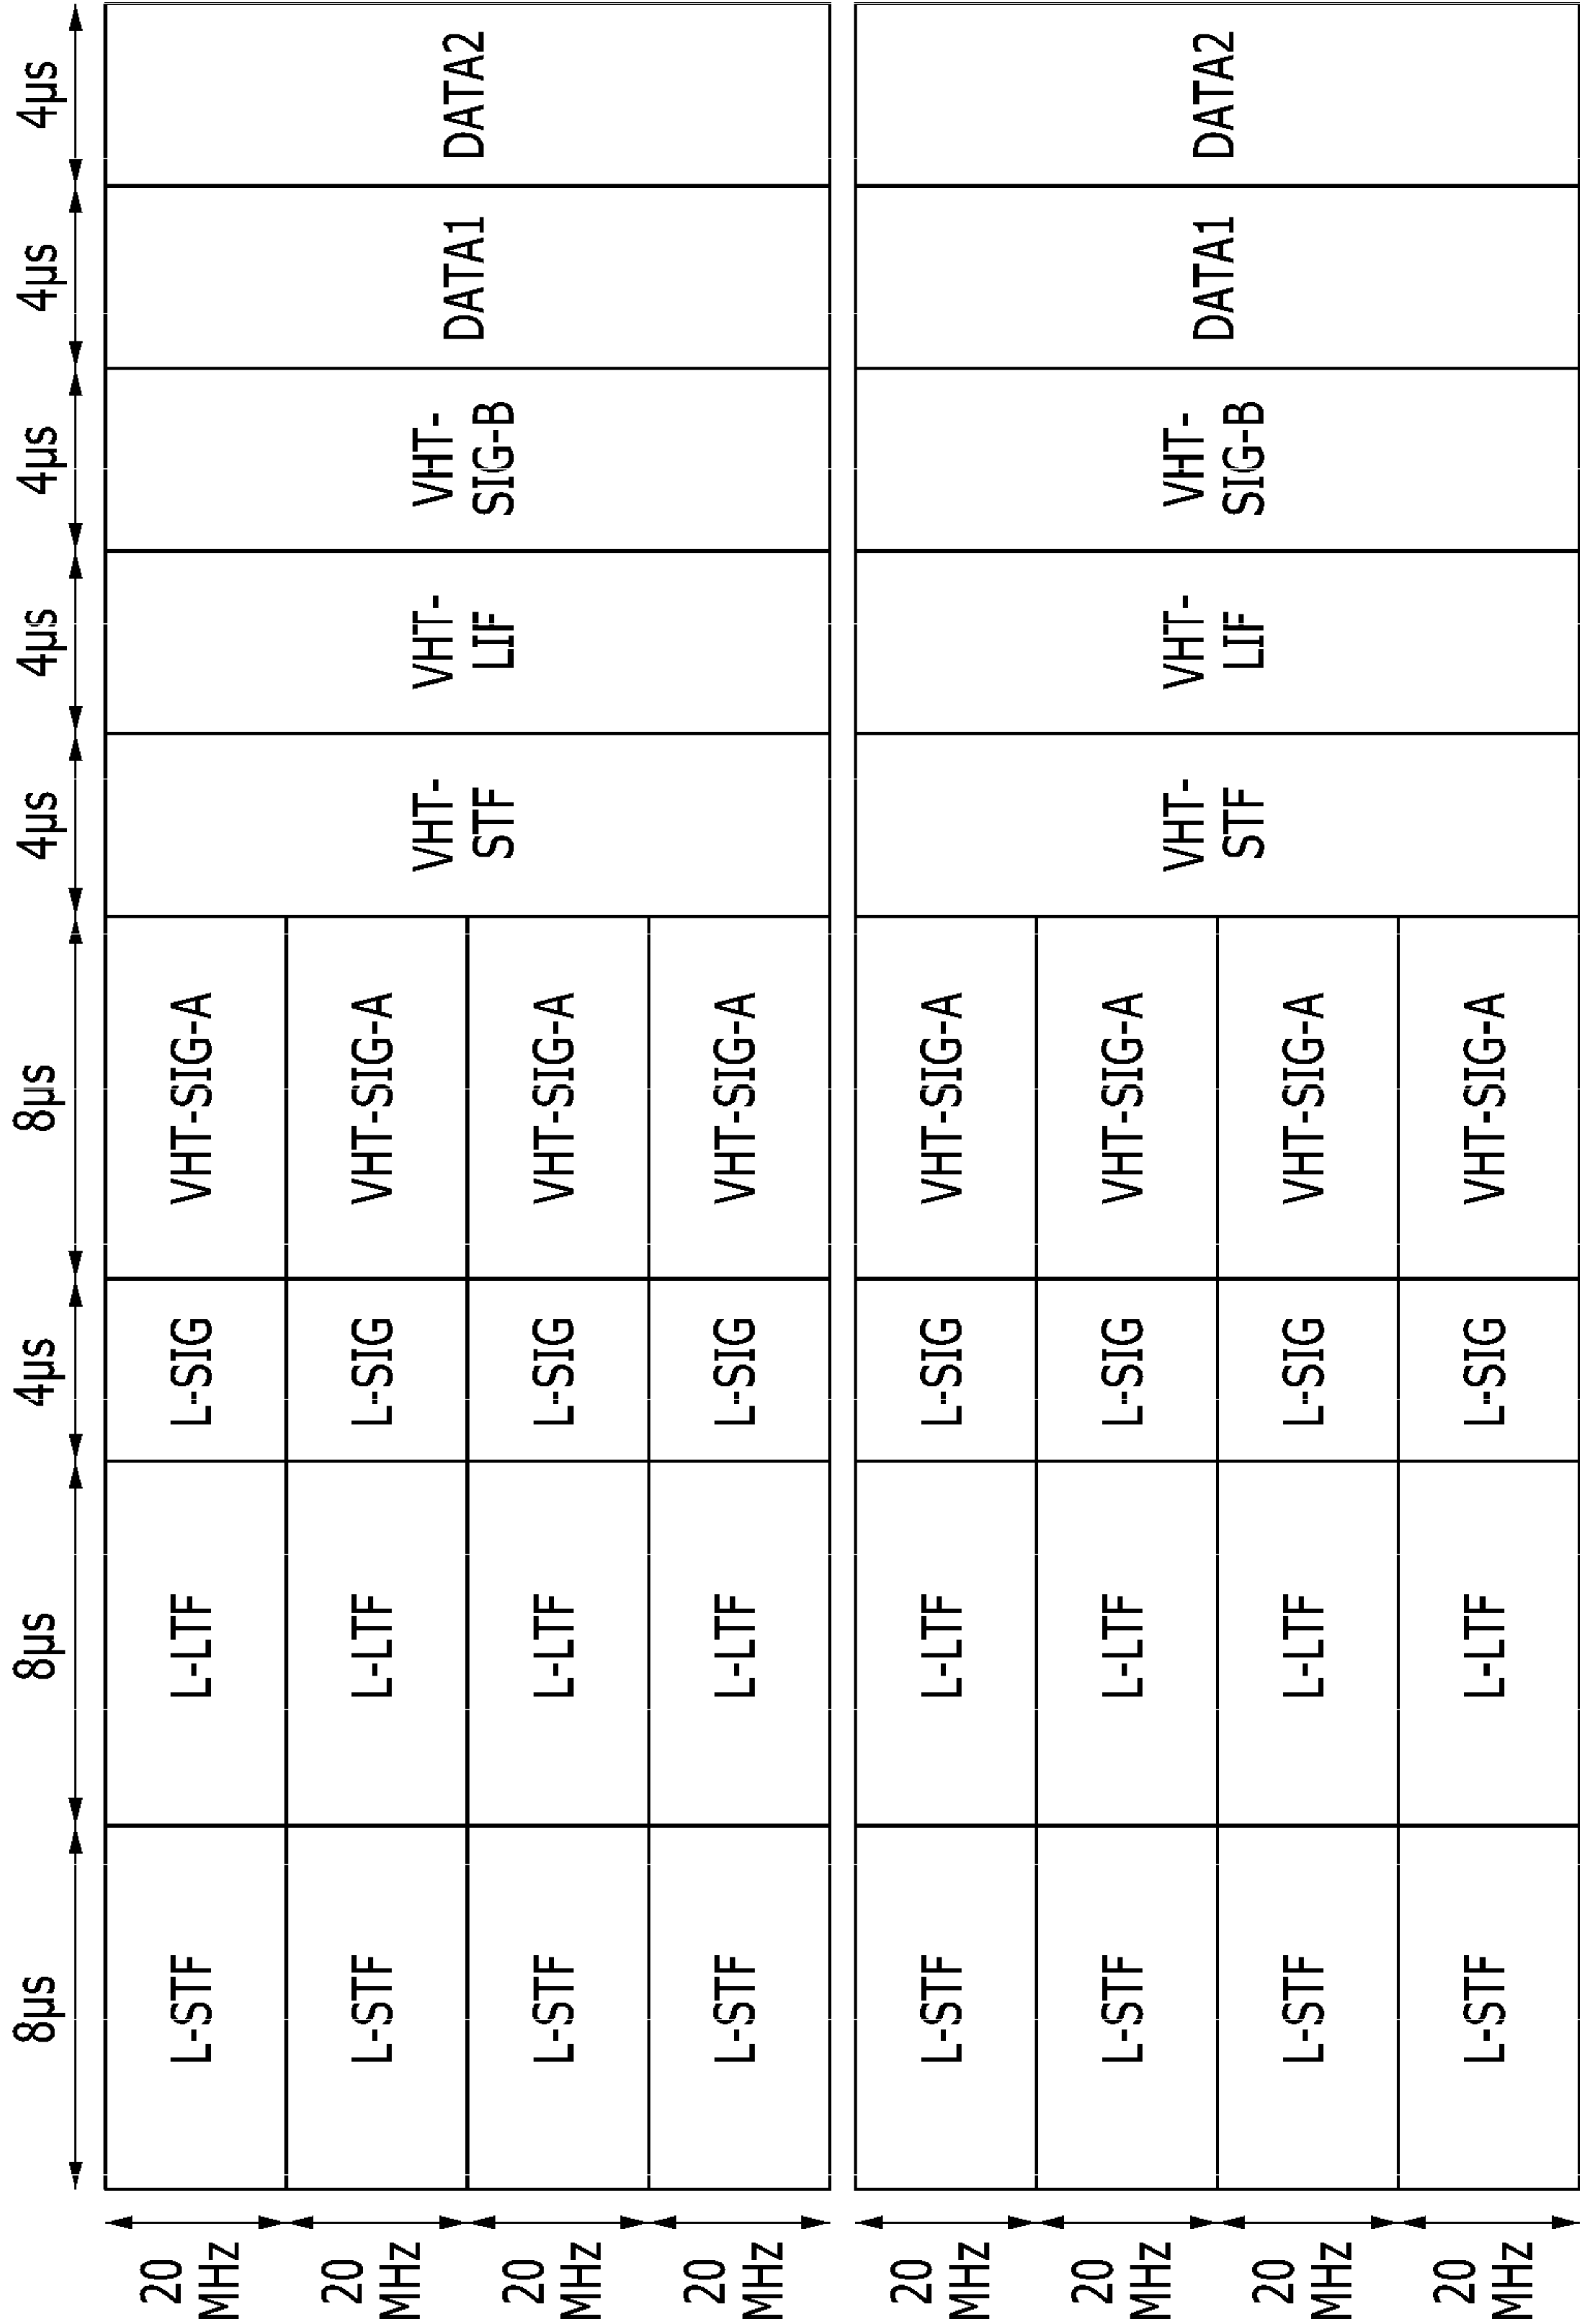 8µs 8µs 4µs 8µs 4µs 4µs 4µs 4µs 4µs
20
MHz
L-STF L-LTF L-SIG VHT-SIG-A
20
MHz
L-STF L-LTF L-SIG VHT-SIG-A
20
MHz
L-STF L-LTF L-SIG VHT-SIG-A
20
MHz
L-STF L-LTF L-SIG VHT-SIG-A
VHT-
STF
VHT-
LIF
VHT-
SIG-B
DATA1
DATA2
20
MHz
L-STF L-LTF L-SIG VHT-SIG-A
20
MHz
L-STF L-LTF L-SIG VHT-SIG-A
20
MHz
L-STF L-LTF L-SIG VHT-SIG-A
20
MHz
L-STF L-LTF L-SIG VHT-SIG-A
VHT-
STF
VHT-
LIF
VHT-
SIG-B
DATA1
DATA2